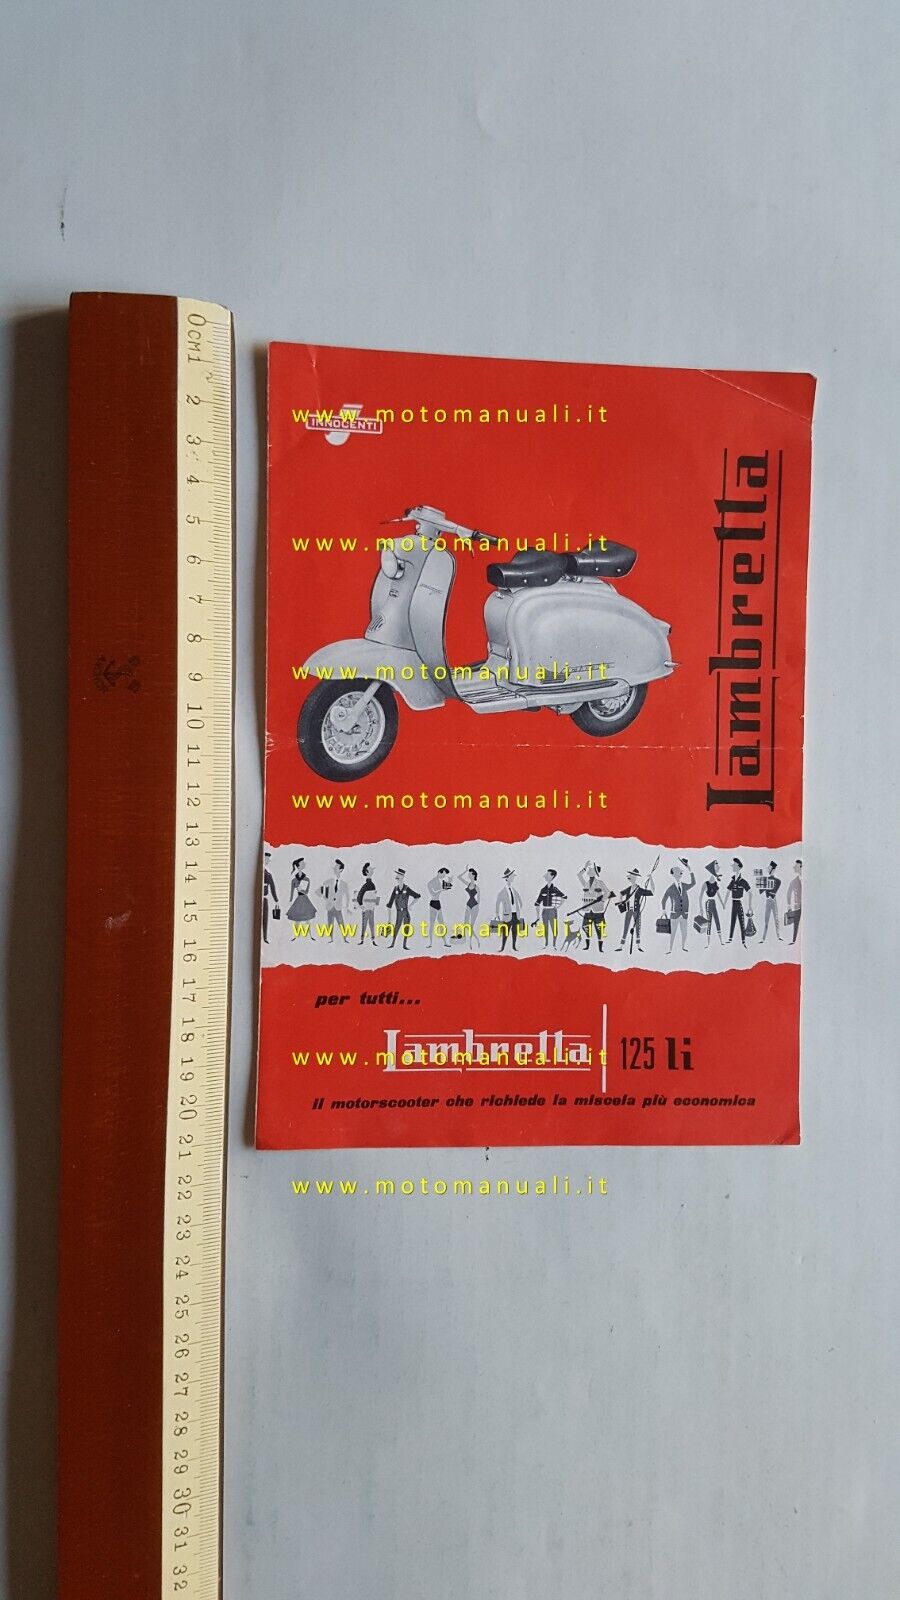 0CM1
2
3
4
5
6
7
8
9
10
11
12
13
14
15
16
17
18
19
20
21
22
23
24
25
26
27
28
29
30
31
32
www.motomanuali.it
INNOCENTI
Lambretta
www.motomanuali.it
www.motomanuali.it
www.motomanuali.it
www.motomanuali.it
per tutti...
Lambretta 125 li
www.motomanuali.it
il motorscooter che richiede la miscela più economica
www.motomanuali.it